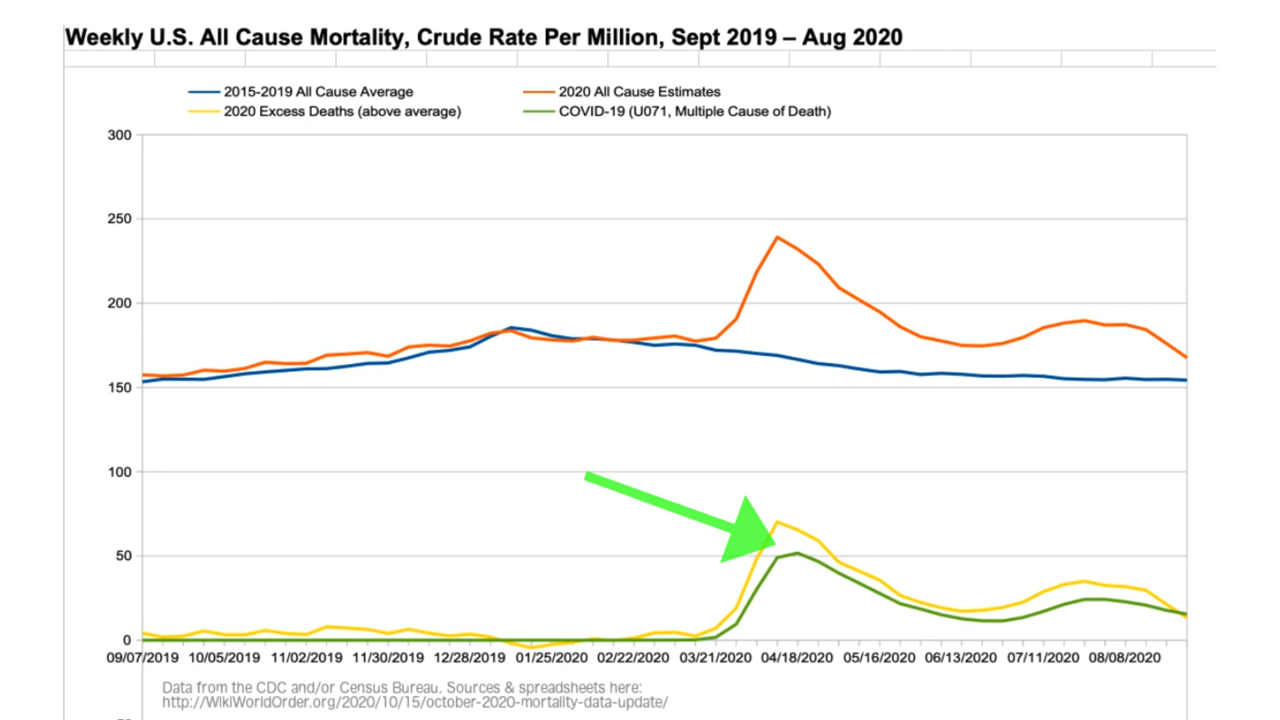 Weekly U.S. All Cause Mortality, Crude Rate Per Million, Sept 2019 – Aug 2020
2015-2019 All Cause Average
2020 All Cause Estimates
2020 Excess Deaths (above average)
COVID-19 (U071, Multiple Cause of Death)
300
250
200
150
100
50
0
09/07/2019 10/05/2019 11/02/2019 11/30/2019 12/28/2019 01/25/2020 02/22/2020 03/21/2020 04/18/2020 05/16/2020 06/13/2020 07/11/2020 08/08/2020
Data from the CDC and/or Census Bureau. Sources & spreadsheets here:
http://WikiWorldOrder.org/2020/10/15/october-2020-mortality-data-update/